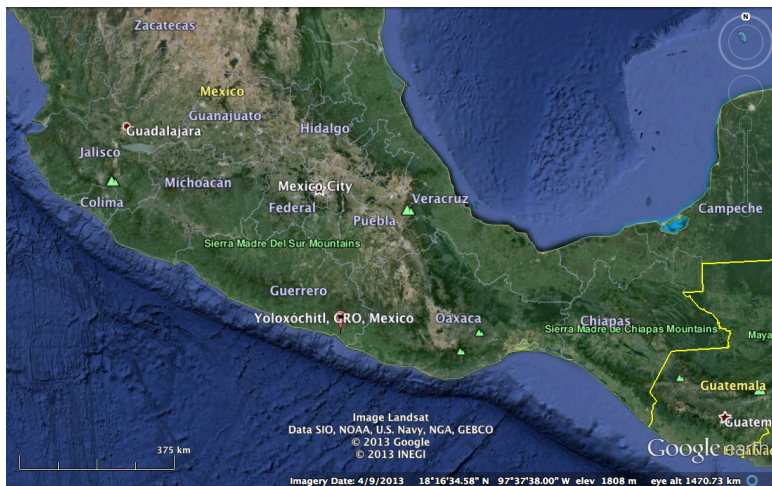 Zacatecas
N
Mexico
Guanajuato
Guadalajara
Hidalgo
Jalisco
Michoacán
Mexico City
Colima
Federal
Veracruz
Puebla
Campeche
Sierra Madre Del Sur Mountains
Guerrero
Yoloxóchitl, GRO, Mexico
Oaxaca
Chiapas
Sierra Madre de Chiapas Mountains
Maya
Guatemala
Guatem
Image Landsat
Data SIO, NOAA, U.S. Navy, NGA, GEBCO
© 2013 Google
© 2013 INEGI
375 km
Google earth
Imagery Date: 4/9/2013 18°16'34.58" N 97°37'38.00" W elev 1808 m eye alt 1470.73 km